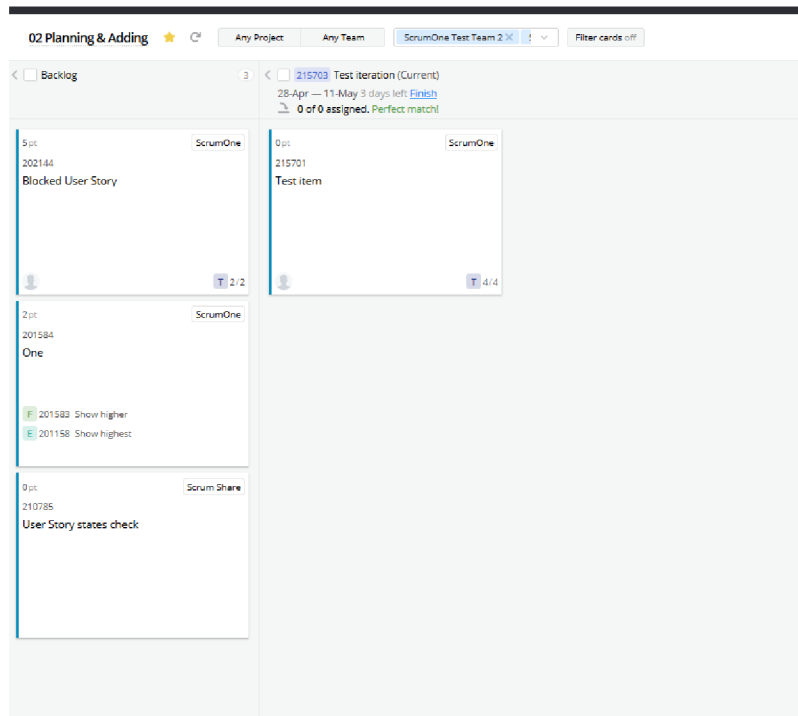 02 Planning & Adding Any Project Any Team ScrumOne Test Team 2 Filter cards off
Backlog 3
215703 Test iteration (Current)
28-Apr — 11-May 3 days left Finish
0 of 0 assigned. Perfect match!
5pt ScrumOne
202144
Blocked User Story
T 2/2
2pt ScrumOne
201584
One
F 201583 Show higher
E 201158 Show highest
0pt Scrum Share
210785
User Story states check
0pt ScrumOne
215701
Test item
T 4/4